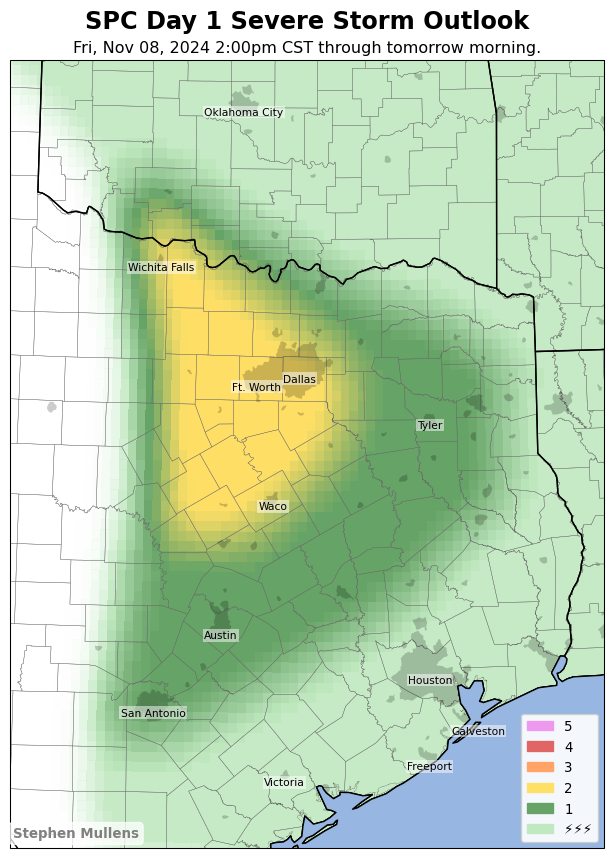 SPC Day 1 Severe Storm Outlook
Fri, Nov 08, 2024 2:00pm CST through tomorrow morning.
Oklahoma City
Wichita Falls
Dallas
Ft. Worth
Tyler
Waco
Austin
Houston
San Antonio
Galveston
Freeport
Victoria
5
4
3
2
1
⚡⚡⚡
Stephen Mullens